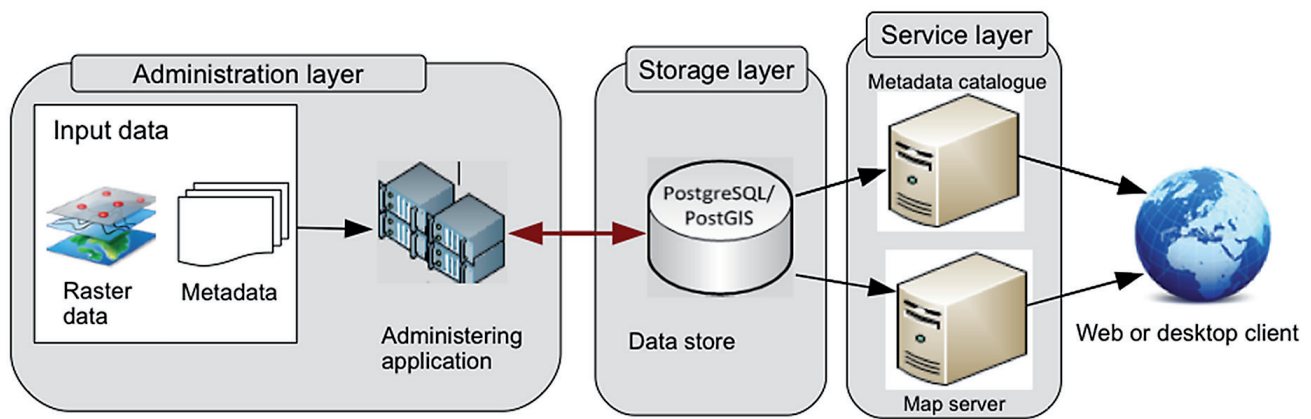 Administration layer
Input data
Raster
data
Metadata
Administering
application
Storage layer
PostgreSQL/
PostGIS
Data store
Service layer
Metadata catalogue
Map server
Web or desktop client